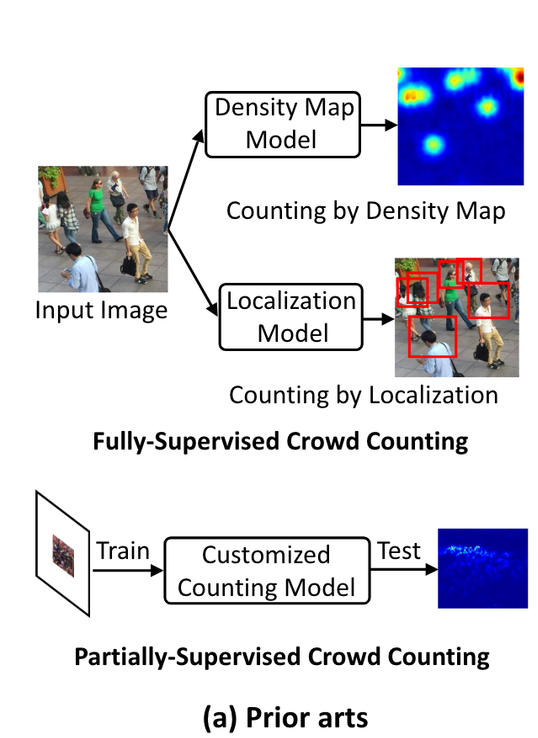 Density Map
Model
Counting by Density Map
Input Image
Localization
Model
Counting by Localization
Fully-Supervised Crowd Counting
Train
Customized
Counting Model
Test
Partially-Supervised Crowd Counting
(a) Prior arts